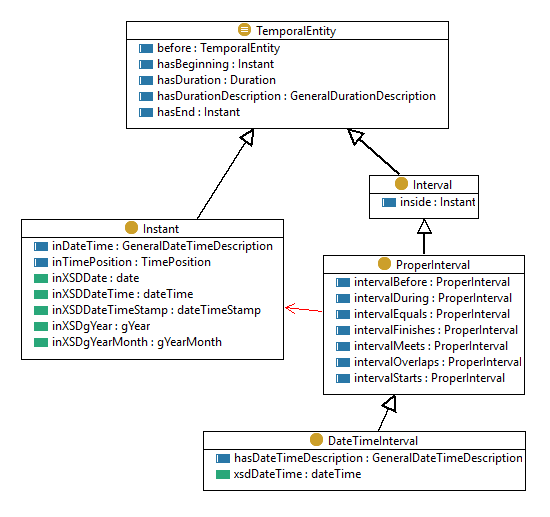 TemporalEntity
before : TemporalEntity
hasBeginning : Instant
hasDuration : Duration
hasDurationDescription : GeneralDurationDescription
hasEnd : Instant
Interval
inside : Instant
Instant
inDateTime : GeneralDateTimeDescription
inTimePosition : TimePosition
inXSDDate : date
inXSDDateTime : dateTime
inXSDDateTimeStamp : dateTimeStamp
inXSDgYear : gYear
inXSDgYearMonth : gYearMonth
ProperInterval
intervalBefore : ProperInterval
intervalDuring : ProperInterval
intervalEquals : ProperInterval
intervalFinishes : ProperInterval
intervalMeets : ProperInterval
intervalOverlaps : ProperInterval
intervalStarts : ProperInterval
DateTimeInterval
hasDateTimeDescription : GeneralDateTimeDescription
xsdDateTime : dateTime